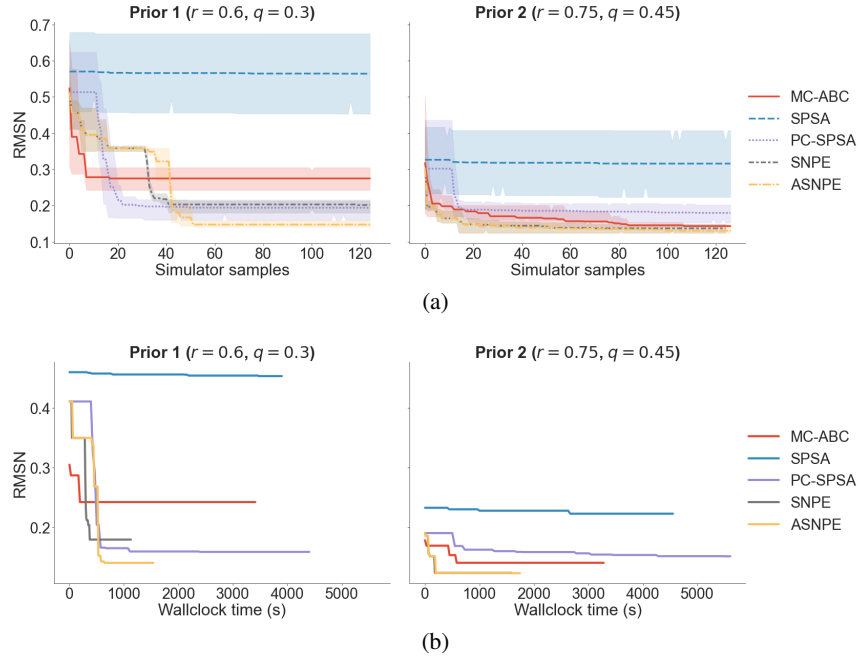 Prior 1 (r = 0.6, q = 0.3)
Prior 2 (r = 0.75, q = 0.45)
0.7
0.6
0.5
0.4
0.3
0.2
0.1
RMSN
0 20 40 60 80 100 120
Simulator samples
0 20 40 60 80 100 120
Simulator samples
MC-ABC
SPSA
PC-SPSA
SNPE
ASNPE
(a)
Prior 1 (r = 0.6, q = 0.3)
Prior 2 (r = 0.75, q = 0.45)
0.4
0.3
0.2
RMSN
0 1000 2000 3000 4000 5000
Wallclock time (s)
0 1000 2000 3000 4000 5000
Wallclock time (s)
MC-ABC
SPSA
PC-SPSA
SNPE
ASNPE
(b)